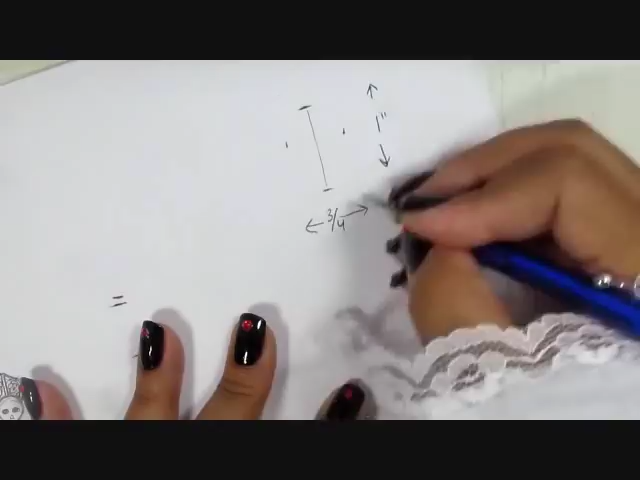 1"
3/4
=